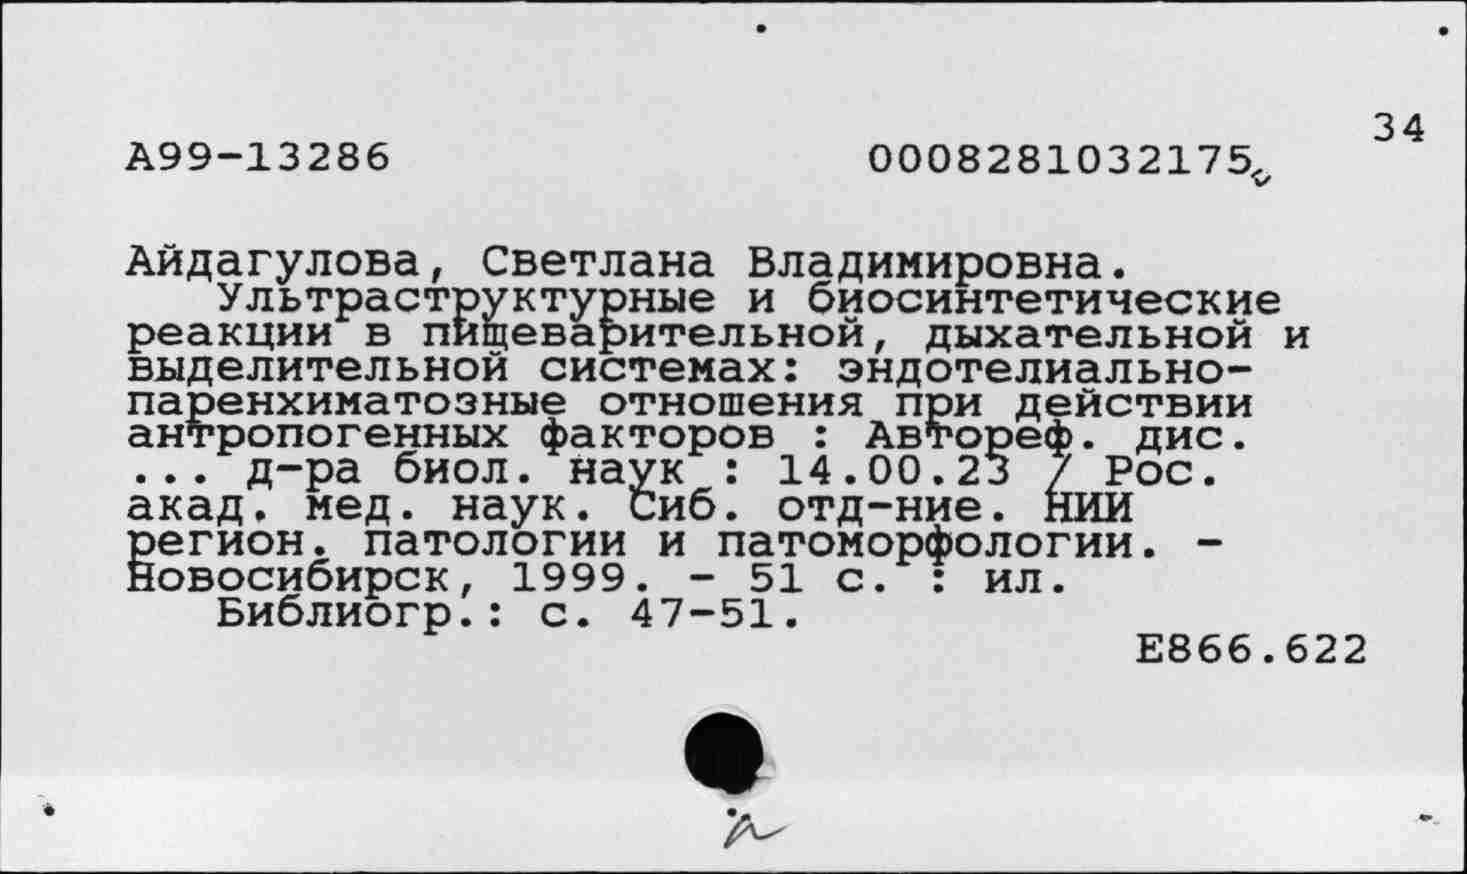 34
А99-13286 0008281032175
Айдагулова, Светлана Владимировна.
Ультраструктурные и биосинтетические
реакции в пищеварительной, дыхательной и
выделительной системах: эндотелиально-
паренхиматозные отношения при действии
антропогенных факторов : Автореф. дис.
... д-ра биол. наук : 14.00.23 / Рос.
акад. мед. наук. Сиб. отд-ние. НИИ
регион. патологии и патоморфологии. -
Новосибирск, 1999. - 51 с. : ил.
Библиогр.: с. 47-51.
Е866.622